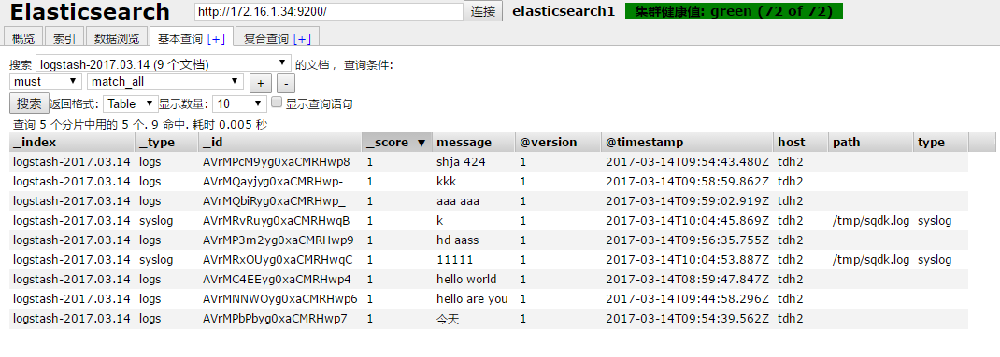 Elasticsearch http://172.16.1.34:9200/ 连接 elasticsearch1 集群健康值: green (72 of 72)
概览 索引 数据浏览 基本查询 [+] 复合查询 [+]
搜索 logstash-2017.03.14 (9 个文档) 的文档 ，查询条件:
must match_all + -
搜索 返回格式: Table 显示数量: 10 显示查询语句
查询 5 个分片中用的 5 个. 9 命中. 耗时 0.005 秒
_index _type _id _score ▼ message @version @timestamp host path type
logstash-2017.03.14 logs AVrMPcM9yg0xaCMRHwp8 1 shja 424 1 2017-03-14T09:54:43.480Z tdh2
logstash-2017.03.14 logs AVrMQayjyg0xaCMRHwp- 1 kkk 1 2017-03-14T09:58:59.862Z tdh2
logstash-2017.03.14 logs AVrMQbiRyg0xaCMRHwp_ 1 aaa aaa 1 2017-03-14T09:59:02.919Z tdh2
logstash-2017.03.14 syslog AVrMRvRuyg0xaCMRHwqB 1 k 1 2017-03-14T10:04:45.869Z tdh2 /tmp/sqdk.log syslog
logstash-2017.03.14 logs AVrMP3m2yg0xaCMRHwp9 1 hd aass 1 2017-03-14T09:56:35.755Z tdh2
logstash-2017.03.14 syslog AVrMRxOUyg0xaCMRHwqC 1 11111 1 2017-03-14T10:04:53.887Z tdh2 /tmp/sqdk.log syslog
logstash-2017.03.14 logs AVrMC4EEyg0xaCMRHwp4 1 hello world 1 2017-03-14T08:59:47.847Z tdh2
logstash-2017.03.14 logs AVrMNNWOyg0xaCMRHwp6 1 hello are you 1 2017-03-14T09:44:58.296Z tdh2
logstash-2017.03.14 logs AVrMPbPbyg0xaCMRHwp7 1 今天 1 2017-03-14T09:54:39.562Z tdh2